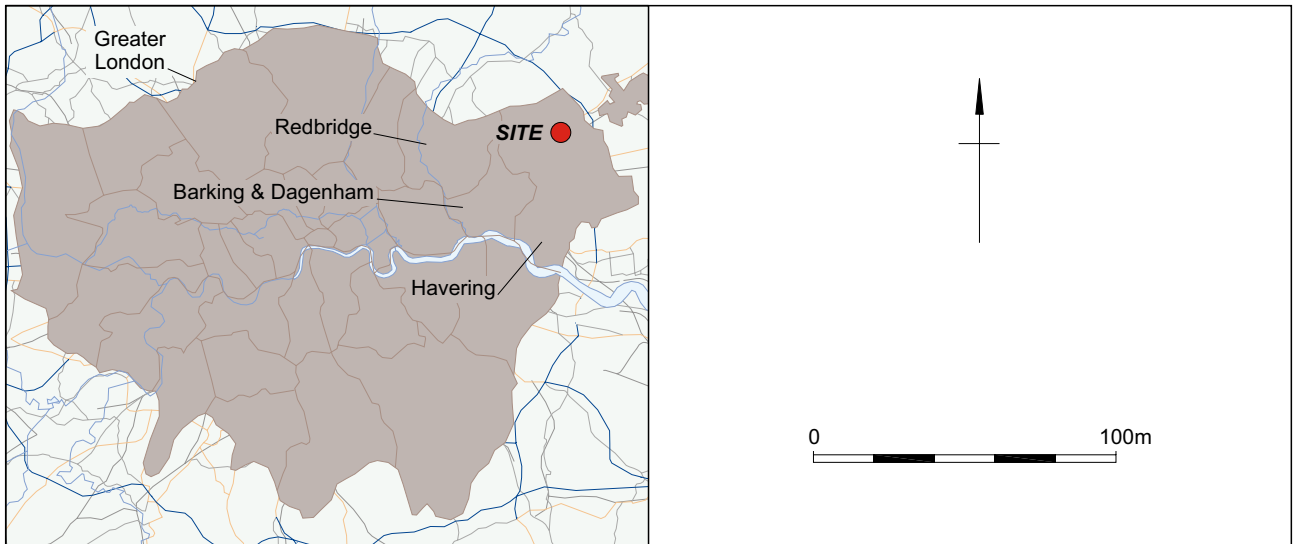 Greater
London
Redbridge
SITE
Barking & Dagenham
Havering
0
100m